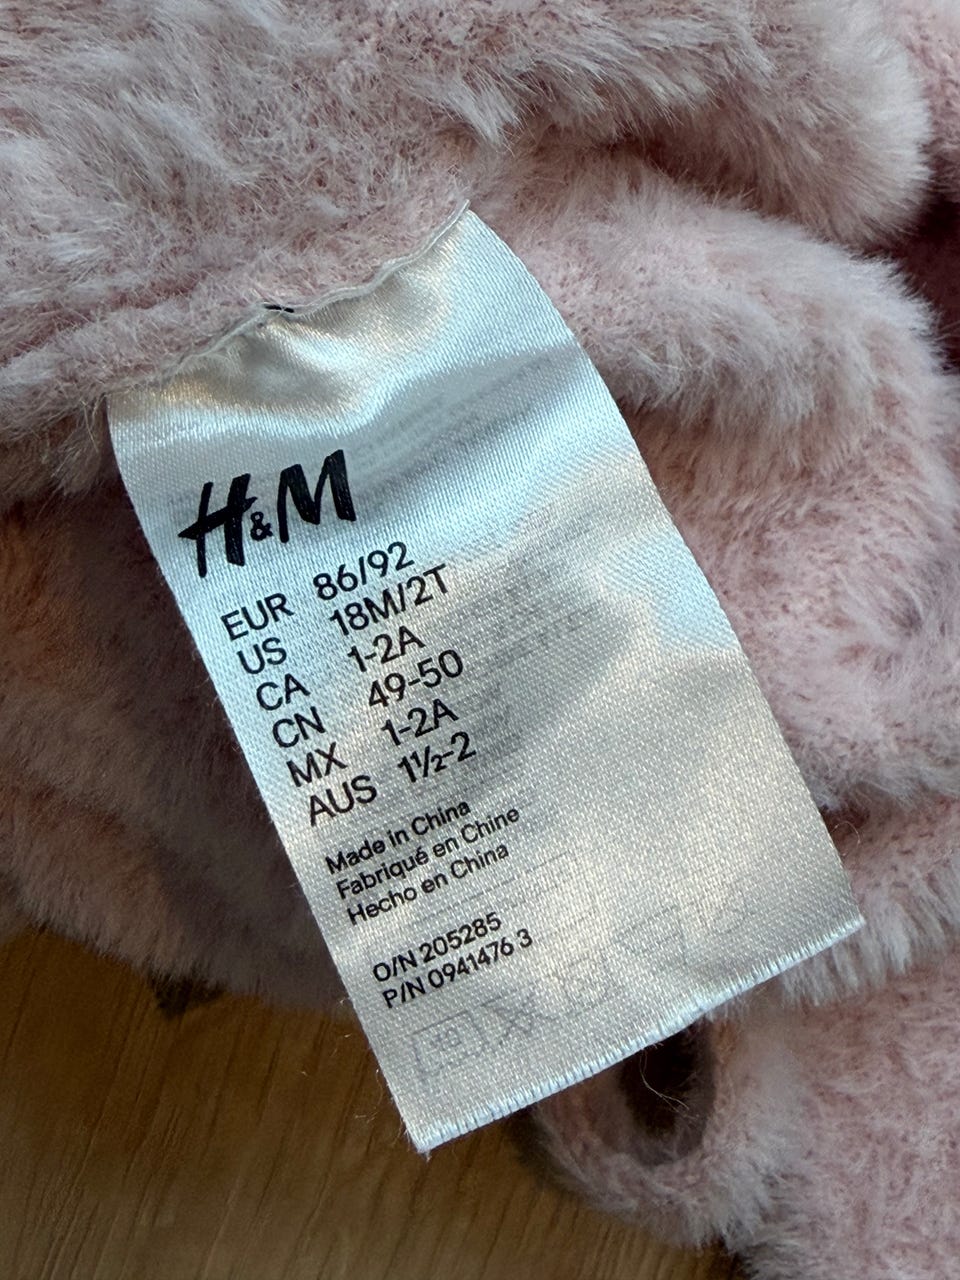 H&M
EUR 86/92
US 18M/2T
CA 1-2A
CN 49-50
MX 1-2A
AUS 1½-2
Made in China
Fabriqué en Chine
Hecho en China
O/N 205285
P/N 0941476 3